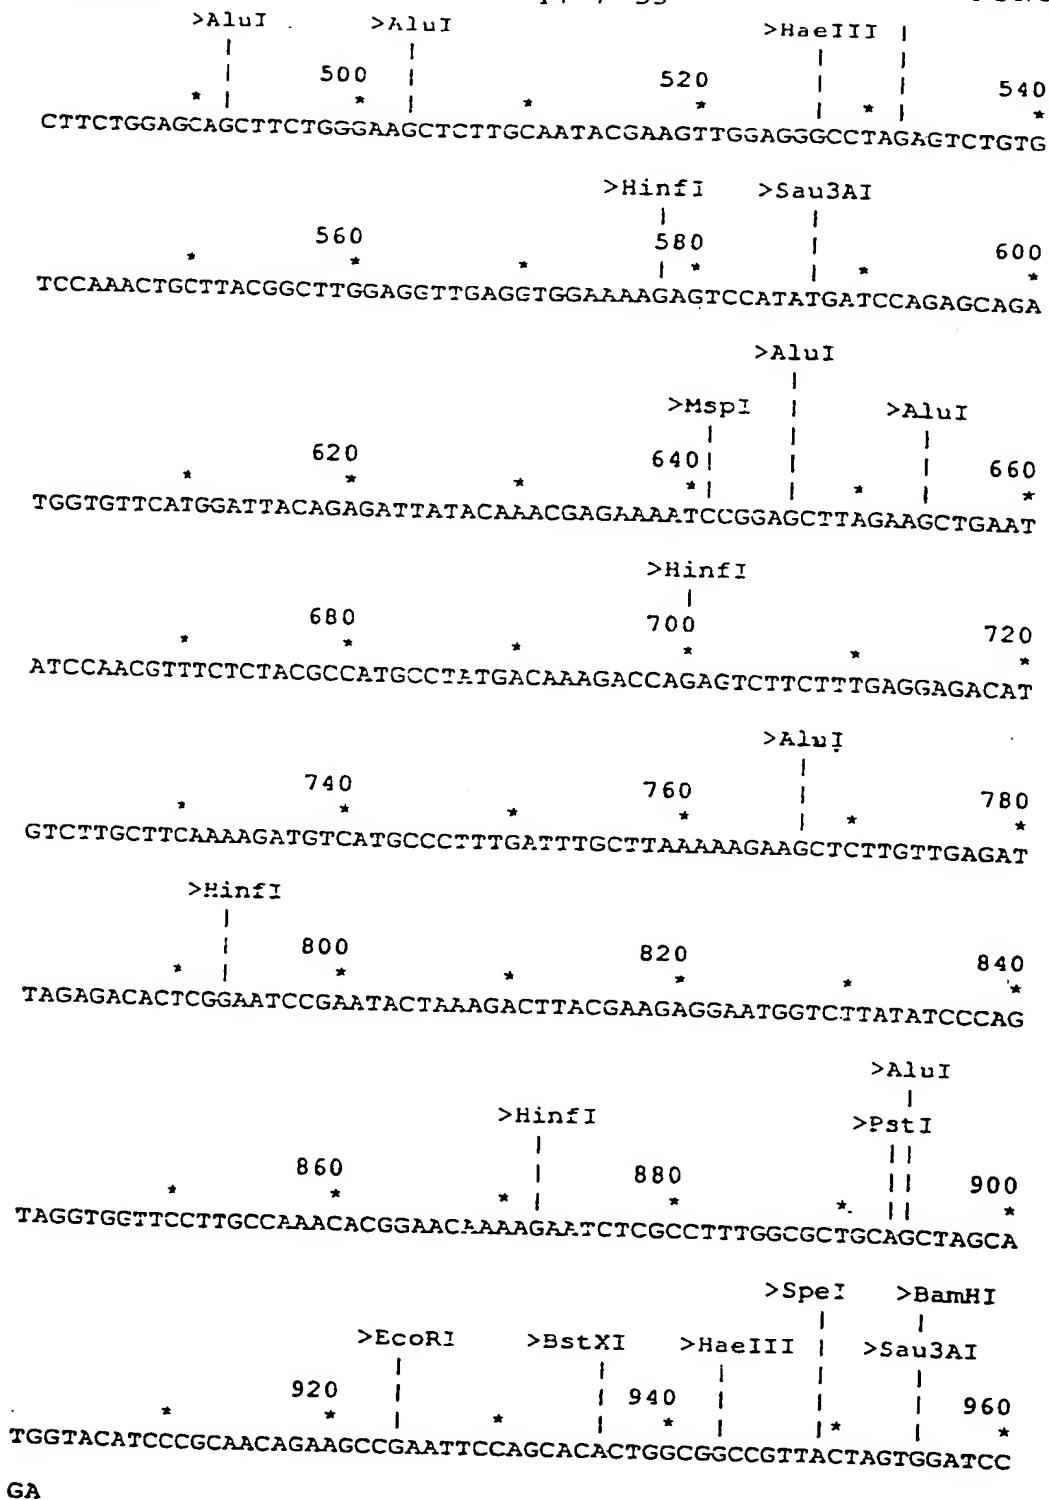 >AluI >AluI >HaeIII
500 520 540
* * * * * *
CTTCTGGAGCAGCTTCTGGGAAGCTCTTGCAATACGAAGTTGGAGGGCCTAGAGTCTGTG
>HinfI >Sau3AI
560 580 600
* * * * * *
TCCAAACTGCTTACGGCTTGGAGGTTGAGGTGGAAAAGAGTCCATATGATCCAGAGCAGA
>AluI
>MspI >AluI
620 640 660
* * * * * *
TGGTGTTCATGGATTACAGAGATTATACAAACGAGAAAATCCGGAGCTTAGAAGCTGAAT
>HinfI
680 700 720
* * * * * *
ATCCAACGTTTCTCTACGCCATGCCTATGACAAAGACCAGAGTCTTCTTTGAGGAGACAT
>AluI
740 760 780
* * * * * *
GTCTTGCTTCAAAAGATGTCATGCCCTTTGATTTGCTTAAAAAGAAGCTCTTGTTGAGAT
>HinfI
800 820 840
* * * * * *
TAGAGACACTCGGAATCCGAATACTAAAGACTTACGAAGAGGAATGGTCTTATATCCCAG
>AluI
>HinfI >PstI
860 880 900
* * * * * *
TAGGTGGTTCCTTGCCAAACACGGAACAAAAGAATCTCGCCTTTGGCGCTGCAGCTAGCA
>SpeI >BamHI
>EcoRI >BstXI >HaeIII >Sau3AI
920 940 960
* * * * * *
TGGTACATCCCGCAACAGAAGCCGAATTCCAGCACACTGGCGGCCGTTACTAGTGGATCC
GA